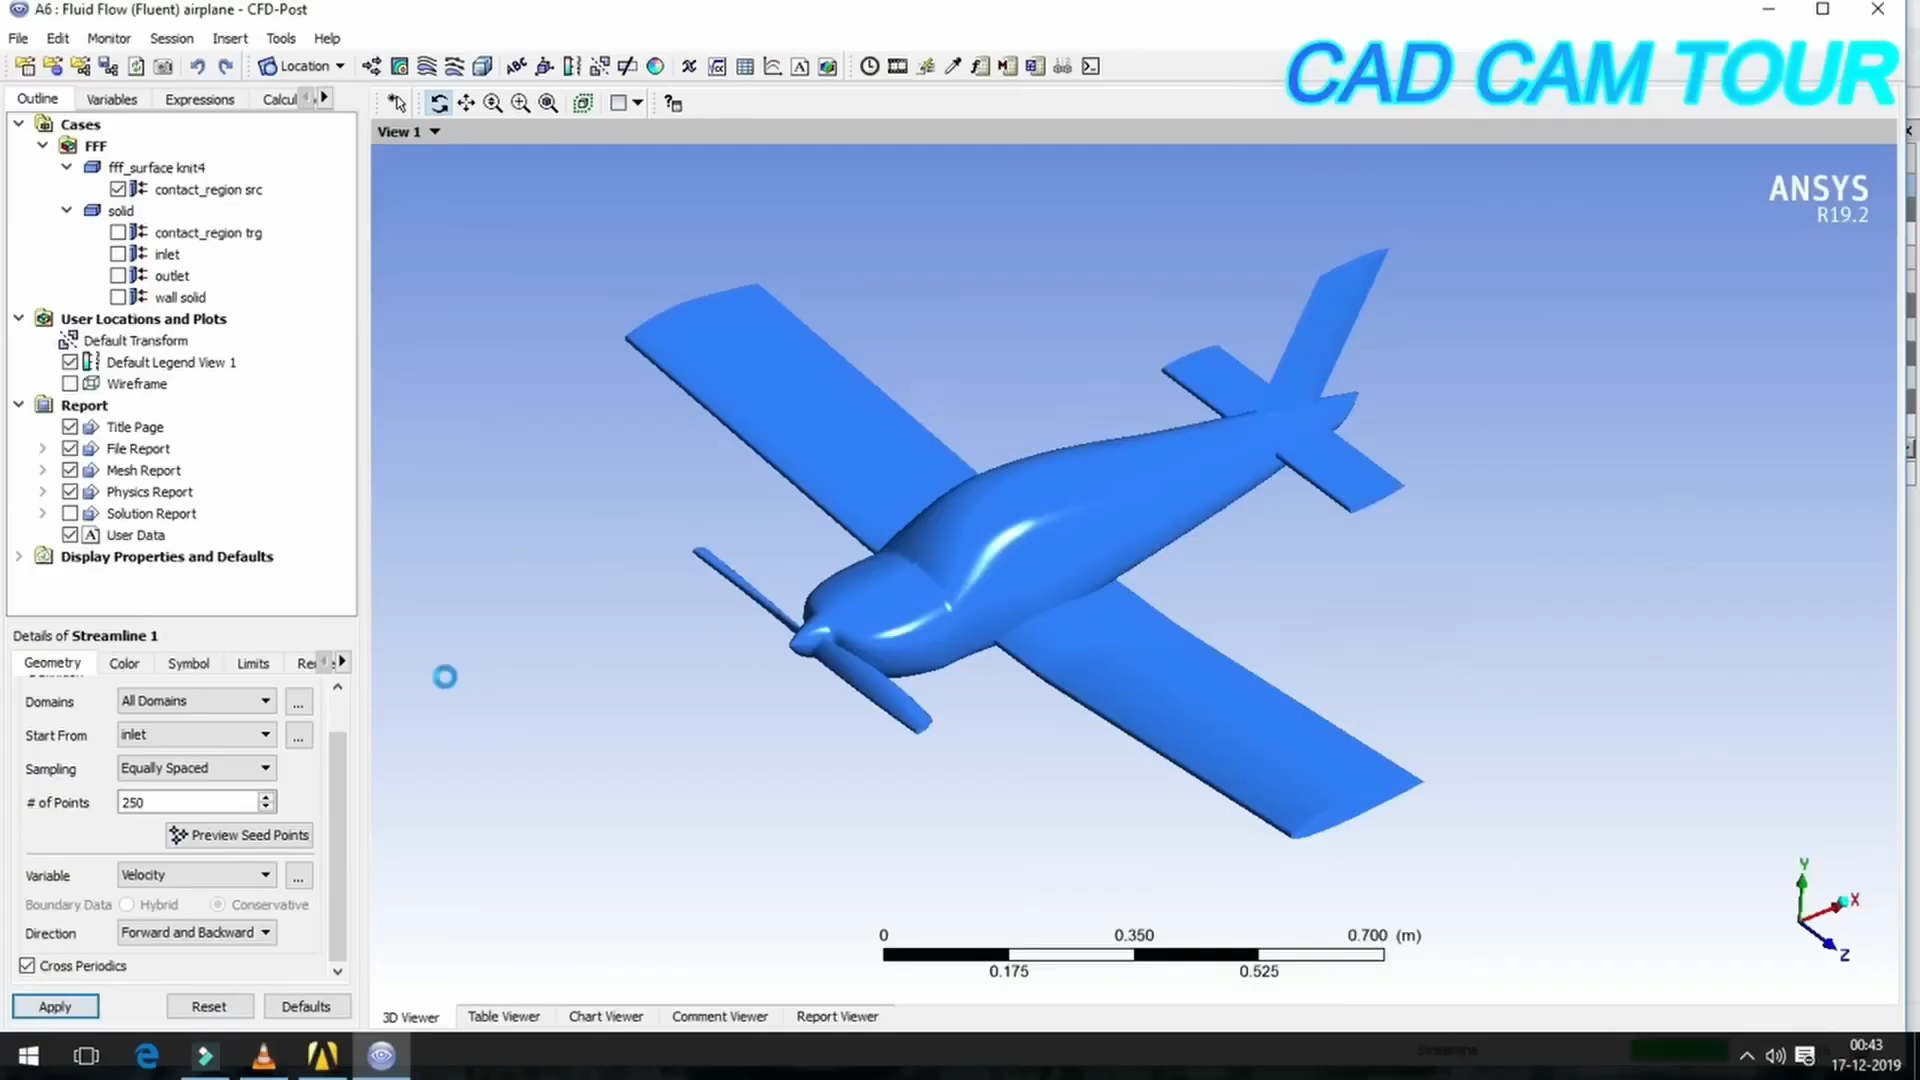 A6 : Fluid Flow (Fluent) airplane - CFD-Post
File Edit Monitor Session Insert Tools Help
Location
CAD CAM TOUR
Outline Variables Expressions Calcul
View 1
Cases
FFF
fff_surface knit4
contact_region src
solid
contact_region trg
inlet
outlet
wall solid
User Locations and Plots
Default Transform
Default Legend View 1
Wireframe
Report
Title Page
File Report
Mesh Report
Physics Report
Solution Report
User Data
Display Properties and Defaults
ANSYS
R19.2
Details of Streamline 1
Geometry Color Symbol Limits Re
Domains All Domains ...
Start From inlet ...
Sampling Equally Spaced
# of Points 250
Preview Seed Points
Variable Velocity ...
Boundary Data Hybrid Conservative
Direction Forward and Backward
Cross Periodics
Apply Reset Defaults
0 0.350 0.700 (m)
0.175 0.525
Y
X
Z
3D Viewer Table Viewer Chart Viewer Comment Viewer Report Viewer
00:43
17-12-2019